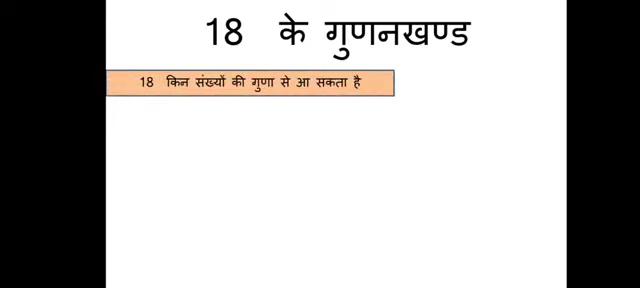 18 के गुणनखण्ड
18 किन संख्यों की गुणा से आ सकता है